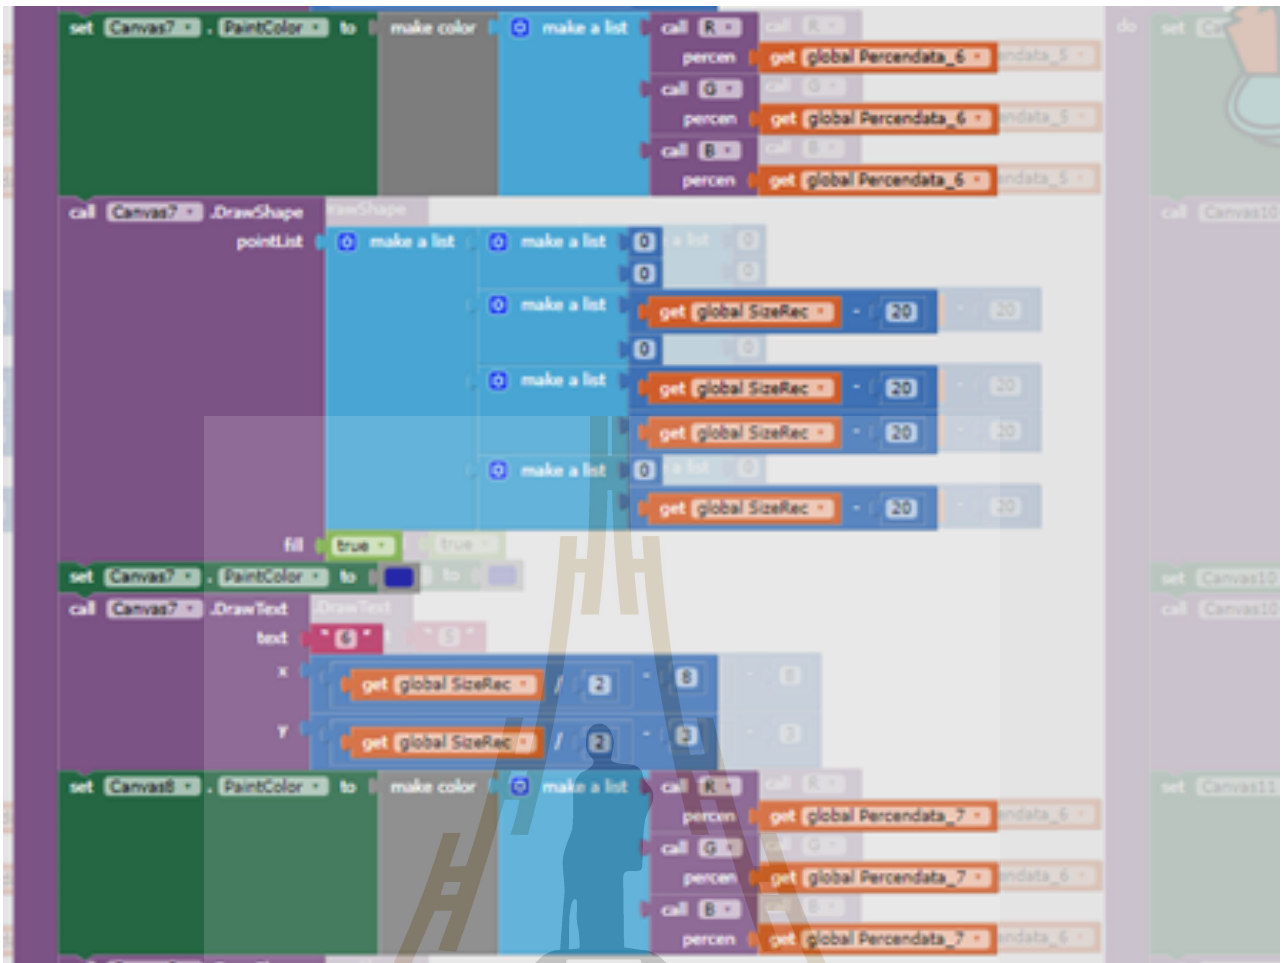 set Canvas7 . PaintColor to make color make a list call R
percen get global Percendata_6
call G
percen get global Percendata_6
call B
percen get global Percendata_6
call Canvas7 .DrawShape
pointList make a list make a list 0
0
make a list get global SizeRec - 20
0
make a list get global SizeRec - 20
get global SizeRec - 20
make a list 0
get global SizeRec - 20
fill true
set Canvas7 . PaintColor to
call Canvas7 .DrawText
text " 6 "
x get global SizeRec / 2 - 8
y get global SizeRec / 2 - 3
set Canvas8 . PaintColor to make color make a list call R
percen get global Percendata_7
call G
percen get global Percendata_7
call B
percen get global Percendata_7